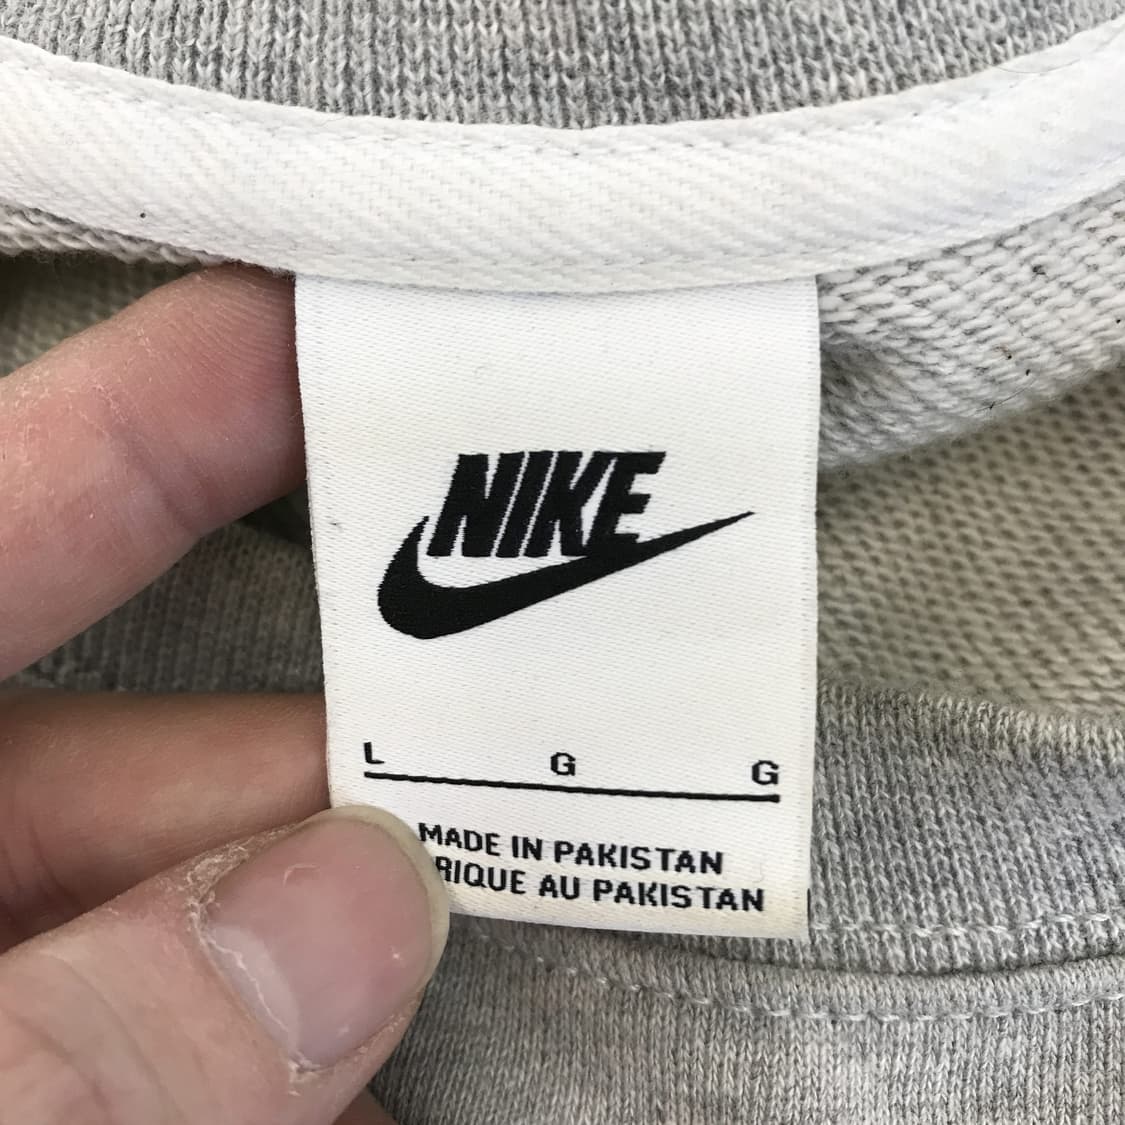 NIKE
L G G
MADE IN PAKISTAN
RIQUE AU PAKISTAN